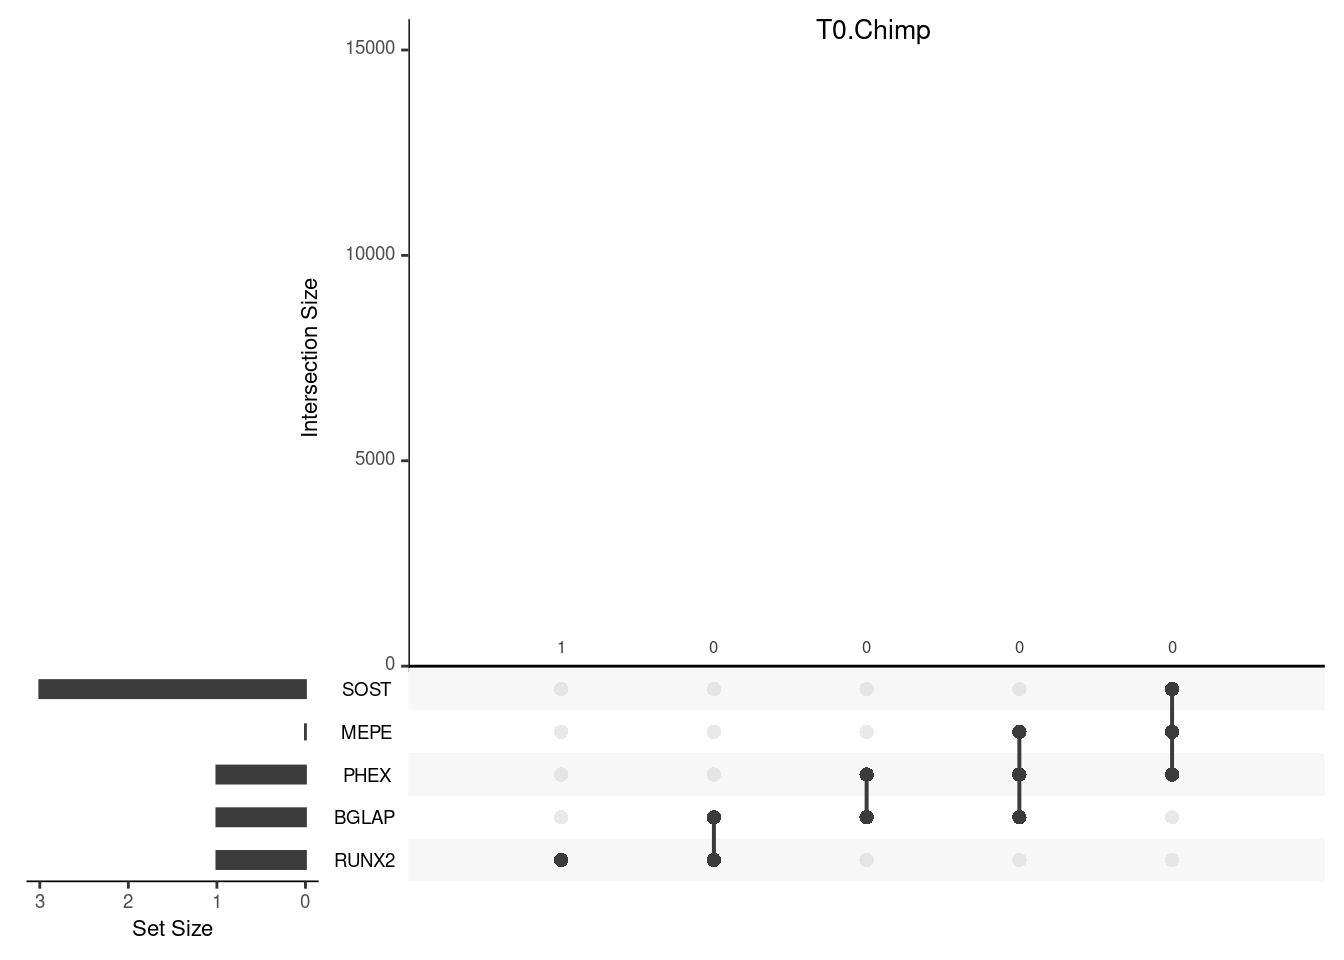 T0.Chimp
15000
10000
5000
0
Intersection Size
1 0 0 0 0
SOST
MEPE
PHEX
BGLAP
RUNX2
3 2 1 0
Set Size